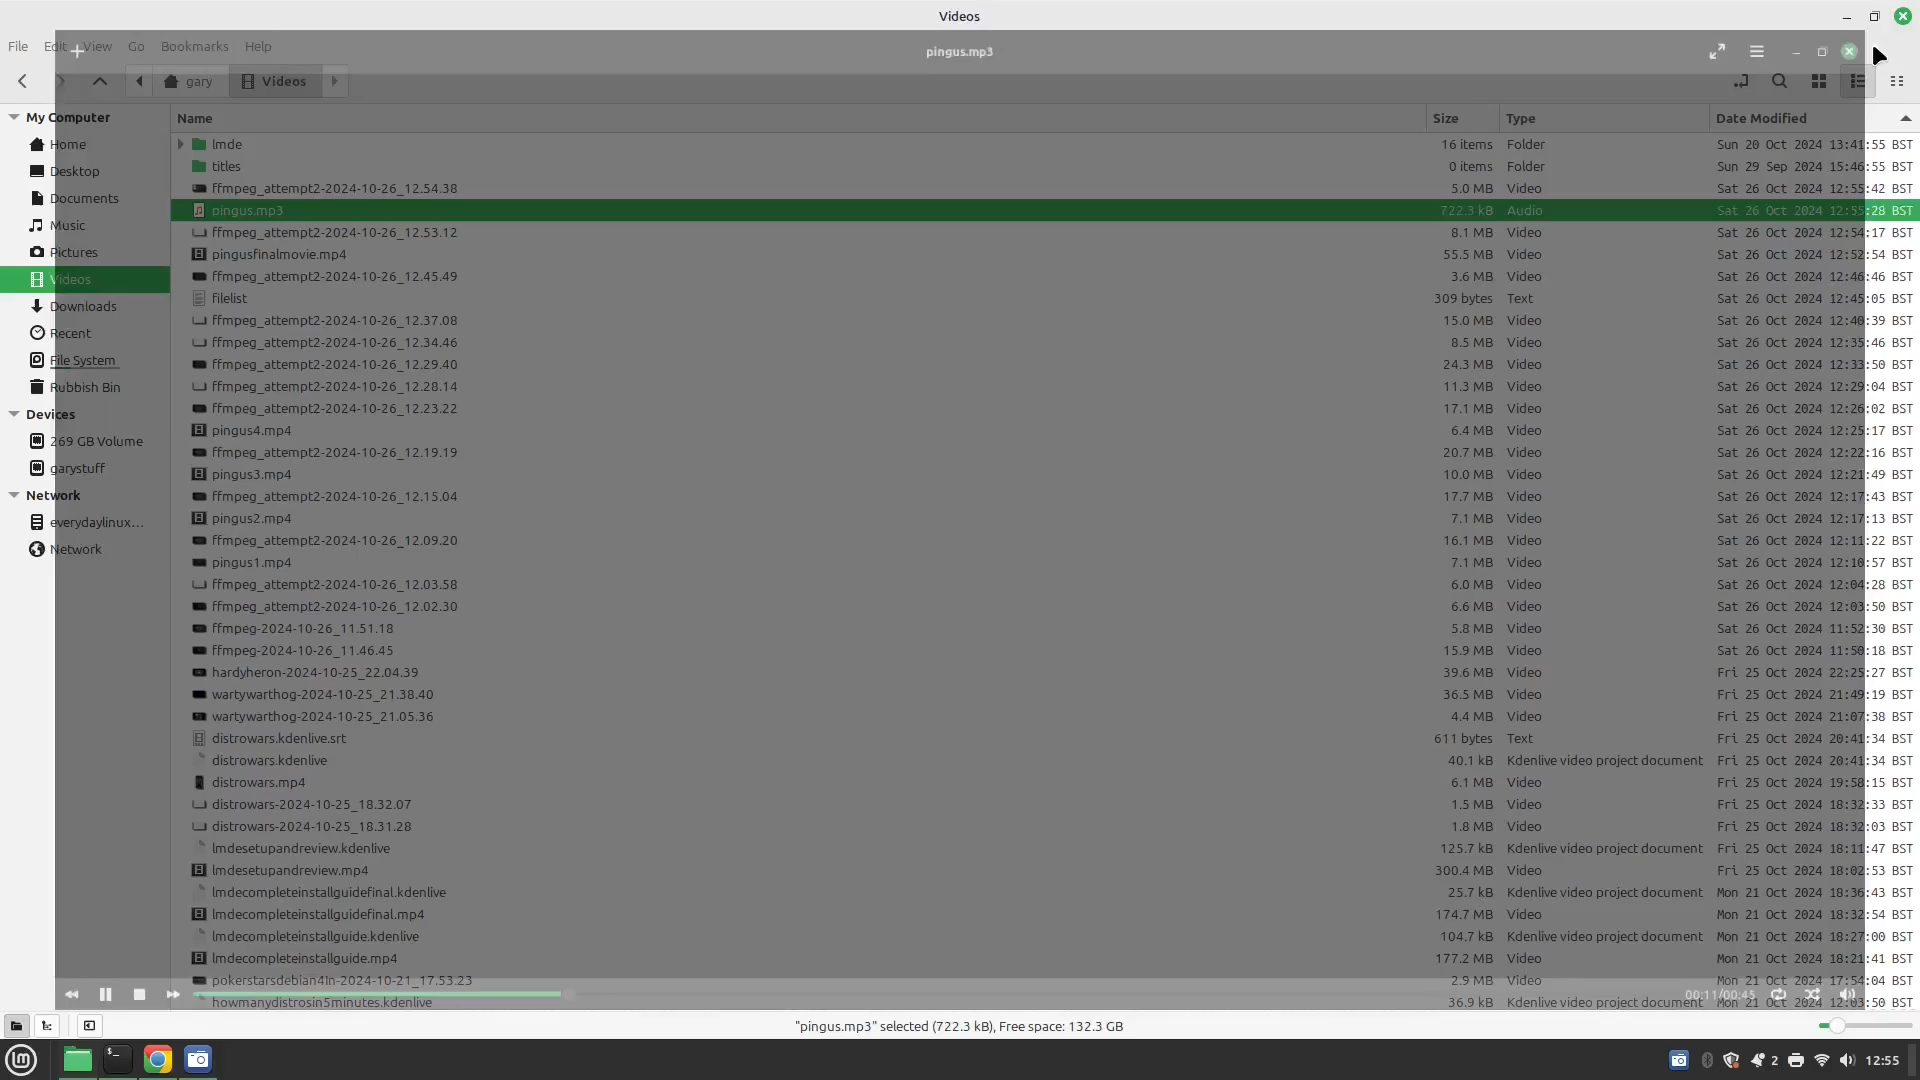 Videos
File Edit View Go Bookmarks Help
pingus.mp3
gary Videos
My Computer
Home
Desktop
Documents
Music
Pictures
Videos
Downloads
Recent
File System
Rubbish Bin
Devices
269 GB Volume
garystuff
Network
everydaylinux...
Network
Name Size Type Date Modified
lmde 16 items Folder Sun 20 Oct 2024 13:41:55 BST
titles 0 items Folder Sun 29 Sep 2024 15:46:55 BST
ffmpeg_attempt2-2024-10-26_12.54.38 5.0 MB Video Sat 26 Oct 2024 12:55:42 BST
pingus.mp3 722.3 kB Audio Sat 26 Oct 2024 12:55:28 BST
ffmpeg_attempt2-2024-10-26_12.53.12 8.1 MB Video Sat 26 Oct 2024 12:54:17 BST
pingusfinalmovie.mp4 55.5 MB Video Sat 26 Oct 2024 12:52:54 BST
ffmpeg_attempt2-2024-10-26_12.45.49 3.6 MB Video Sat 26 Oct 2024 12:46:46 BST
filelist 309 bytes Text Sat 26 Oct 2024 12:45:05 BST
ffmpeg_attempt2-2024-10-26_12.37.08 15.0 MB Video Sat 26 Oct 2024 12:40:39 BST
ffmpeg_attempt2-2024-10-26_12.34.46 8.5 MB Video Sat 26 Oct 2024 12:35:46 BST
ffmpeg_attempt2-2024-10-26_12.29.40 24.3 MB Video Sat 26 Oct 2024 12:33:50 BST
ffmpeg_attempt2-2024-10-26_12.28.14 11.3 MB Video Sat 26 Oct 2024 12:29:04 BST
ffmpeg_attempt2-2024-10-26_12.23.22 17.1 MB Video Sat 26 Oct 2024 12:26:02 BST
pingus4.mp4 6.4 MB Video Sat 26 Oct 2024 12:25:17 BST
ffmpeg_attempt2-2024-10-26_12.19.19 20.7 MB Video Sat 26 Oct 2024 12:22:16 BST
pingus3.mp4 10.0 MB Video Sat 26 Oct 2024 12:21:49 BST
ffmpeg_attempt2-2024-10-26_12.15.04 17.7 MB Video Sat 26 Oct 2024 12:17:43 BST
pingus2.mp4 7.1 MB Video Sat 26 Oct 2024 12:17:13 BST
ffmpeg_attempt2-2024-10-26_12.09.20 16.1 MB Video Sat 26 Oct 2024 12:11:22 BST
pingus1.mp4 7.1 MB Video Sat 26 Oct 2024 12:10:57 BST
ffmpeg_attempt2-2024-10-26_12.03.58 6.0 MB Video Sat 26 Oct 2024 12:04:28 BST
ffmpeg_attempt2-2024-10-26_12.02.30 6.6 MB Video Sat 26 Oct 2024 12:03:50 BST
ffmpeg-2024-10-26_11.51.18 5.8 MB Video Sat 26 Oct 2024 11:52:30 BST
ffmpeg-2024-10-26_11.46.45 15.9 MB Video Sat 26 Oct 2024 11:50:18 BST
hardyheron-2024-10-25_22.04.39 39.6 MB Video Fri 25 Oct 2024 22:25:27 BST
wartywarthog-2024-10-25_21.38.40 36.5 MB Video Fri 25 Oct 2024 21:49:19 BST
wartywarthog-2024-10-25_21.05.36 4.4 MB Video Fri 25 Oct 2024 21:07:38 BST
distrowars.kdenlive.srt 611 bytes Text Fri 25 Oct 2024 20:41:34 BST
distrowars.kdenlive 40.1 kB Kdenlive video project document Fri 25 Oct 2024 20:41:34 BST
distrowars.mp4 6.1 MB Video Fri 25 Oct 2024 19:58:15 BST
distrowars-2024-10-25_18.32.07 1.5 MB Video Fri 25 Oct 2024 18:32:33 BST
distrowars-2024-10-25_18.31.28 1.8 MB Video Fri 25 Oct 2024 18:32:03 BST
lmdesetupandreview.kdenlive 125.7 kB Kdenlive video project document Fri 25 Oct 2024 18:11:47 BST
lmdesetupandreview.mp4 300.4 MB Video Fri 25 Oct 2024 18:02:53 BST
lmdecompleteinstallguidefinal.kdenlive 25.7 kB Kdenlive video project document Mon 21 Oct 2024 18:36:43 BST
lmdecompleteinstallguidefinal.mp4 174.7 MB Video Mon 21 Oct 2024 18:32:54 BST
lmdecompleteinstallguide.kdenlive 104.7 kB Kdenlive video project document Mon 21 Oct 2024 18:27:00 BST
lmdecompleteinstallguide.mp4 177.2 MB Video Mon 21 Oct 2024 18:21:41 BST
pokerstarsdebian4ln-2024-10-21_17.53.23 2.9 MB Video Mon 21 Oct 2024 17:54:04 BST
howmanydistrosin5minutes.kdenlive 36.9 kB Kdenlive video project document Mon 21 Oct 2024 12:03:50 BST
00:11/00:45
"pingus.mp3" selected (722.3 kB), Free space: 132.3 GB
lm 2 12:55